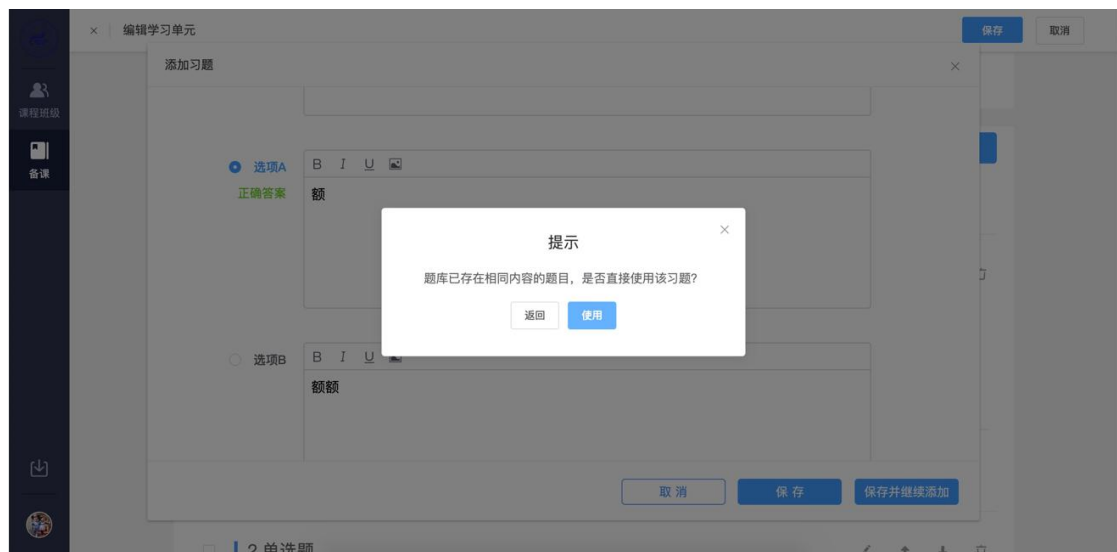 × 编辑学习单元 保存 取消
添加习题 ×
课程班级
备课
选项A B I U
正确答案 额
提示 ×
题库已存在相同内容的题目，是否直接使用该习题？
返回 使用
选项B B I U
额额
取 消 保 存 保存并继续添加
2 单选题